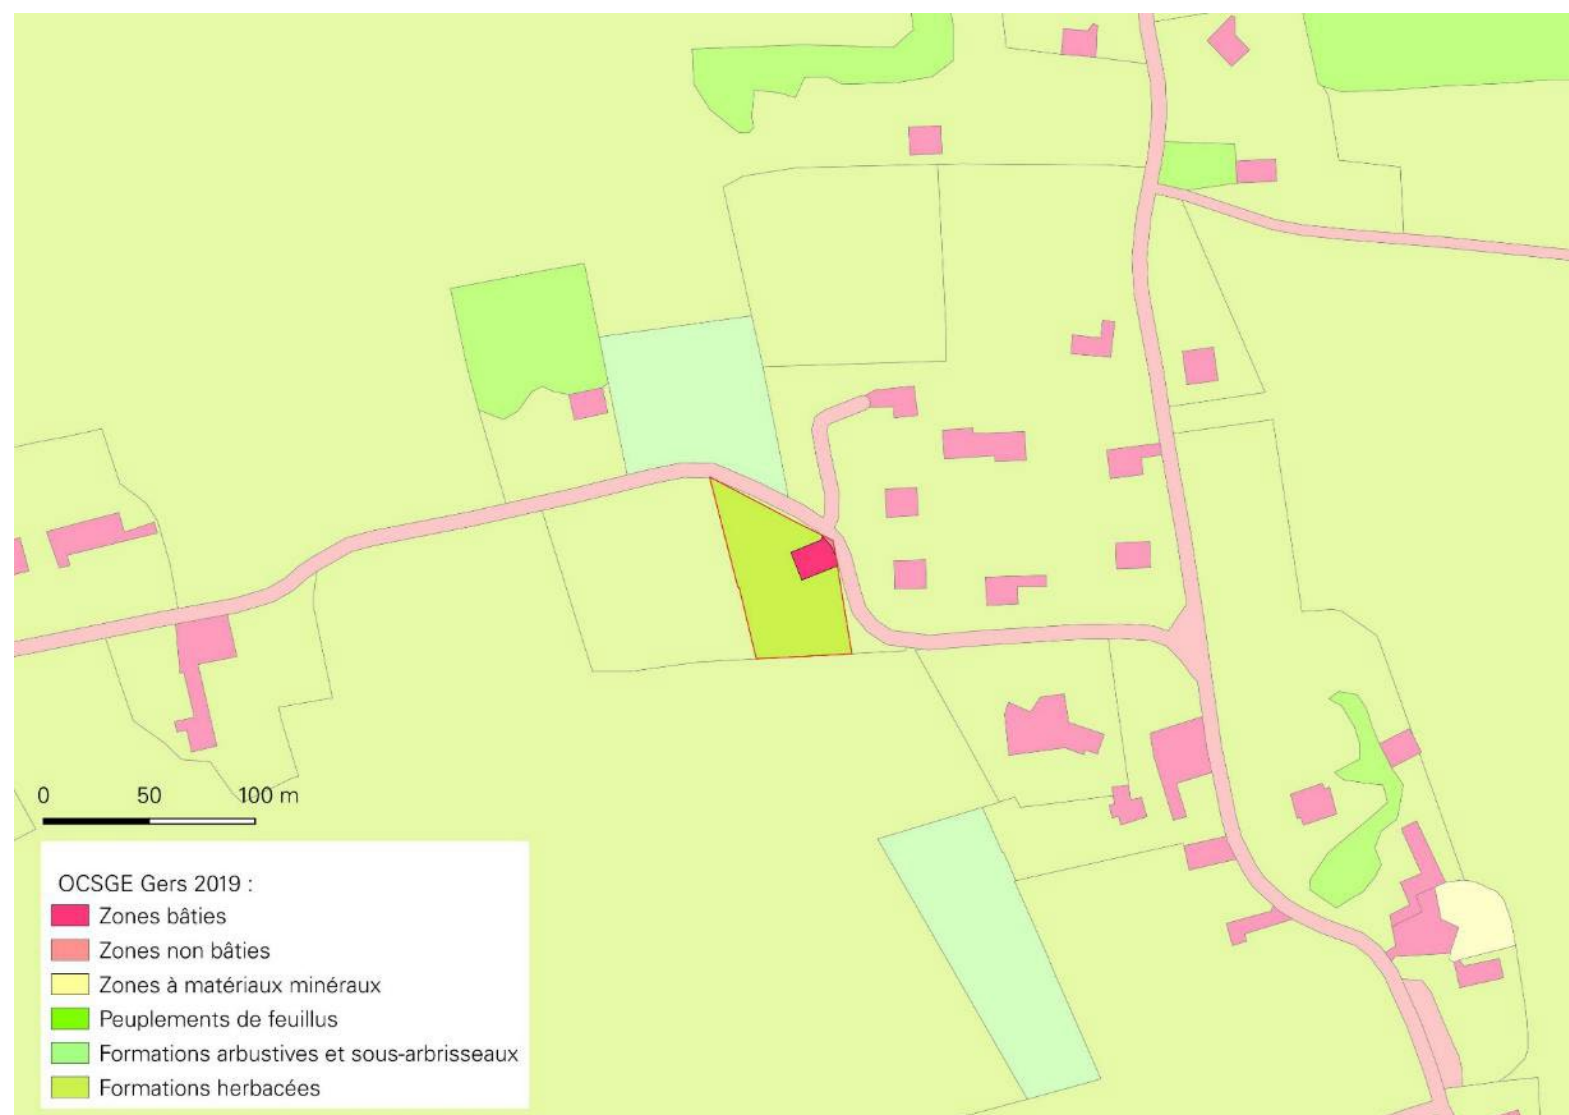 0 50 100 m
OCSGE Gers 2019 :
Zones bâties
Zones non bâties
Zones à matériaux minéraux
Peuplements de feuillus
Formations arbustives et sous-arbrisseaux
Formations herbacées